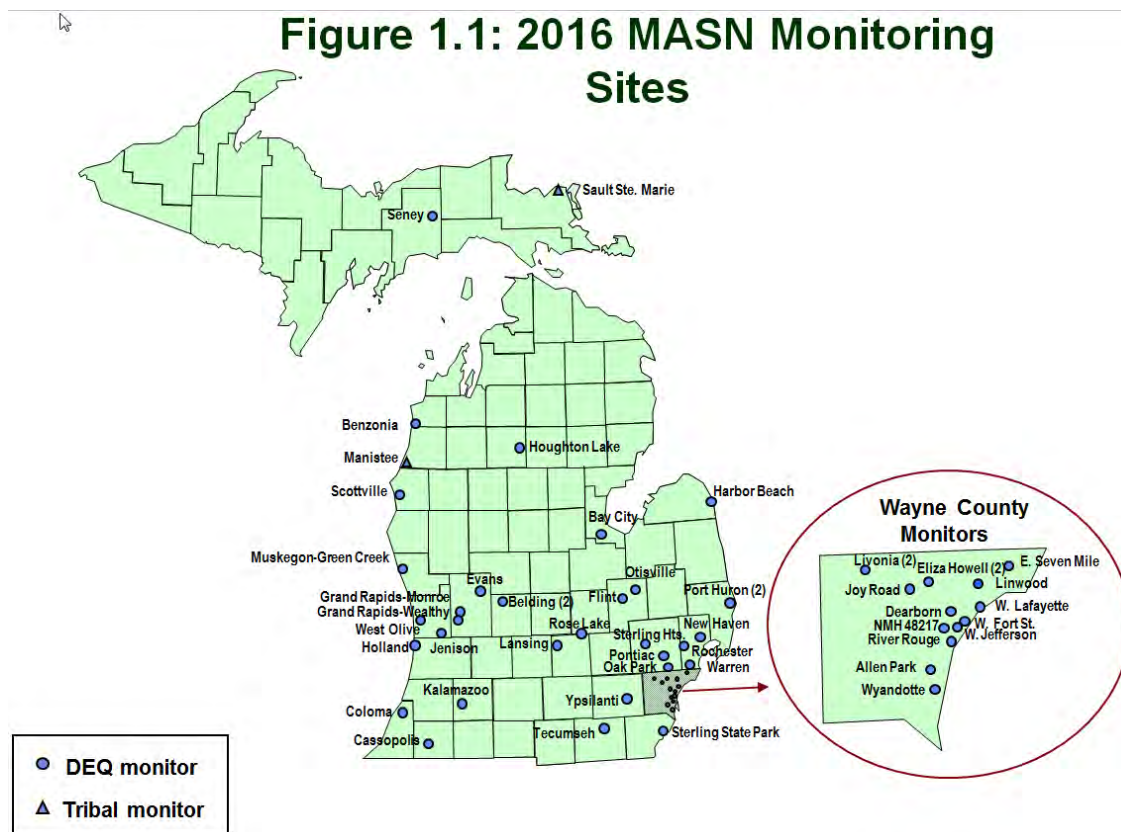 Figure 1.1: 2016 MASN Monitoring
Sites
Sault Ste. Marie
Seney
Benzonia
Houghton Lake
Manistee
Scottville
Harbor Beach
Bay City
Muskegon-Green Creek
Evans
Otisville
Grand Rapids-Monroe
Belding (2)
Flint
Port Huron (2)
Grand Rapids-Wealthy
West Olive
Rose Lake
Sterling Hts.
New Haven
Holland
Jenison
Lansing
Pontiac
Rochester
Oak Park
Warren
Kalamazoo
Ypsilanti
Coloma
Cassopolis
Tecumseh
Sterling State Park
Wayne County
Monitors
Livonia (2)
Eliza Howell (2)
E. Seven Mile
Joy Road
Linwood
Dearborn
W. Lafayette
NMH 48217
W. Fort St.
River Rouge
W. Jefferson
Allen Park
Wyandotte
DEQ monitor
Tribal monitor